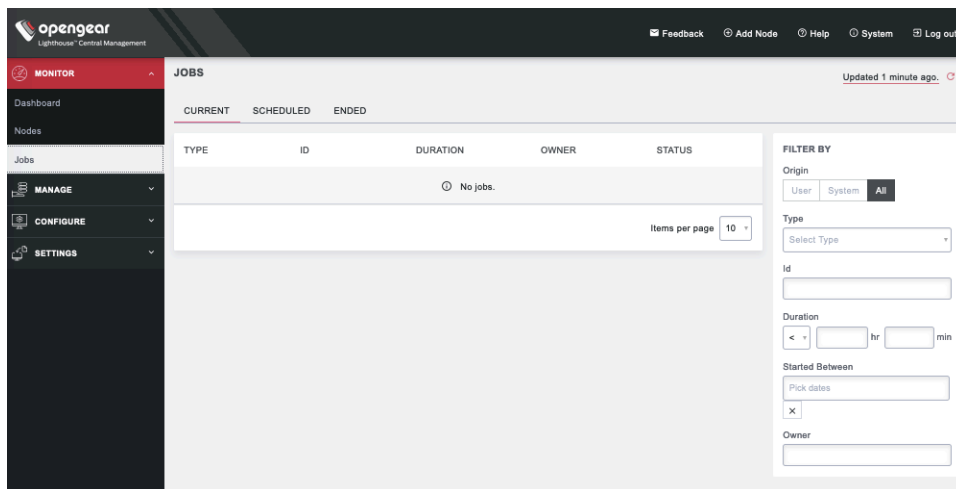 opengear
Lighthouse™ Central Management
Feedback
Add Node
Help
System
Log out
MONITOR
Dashboard
Nodes
Jobs
MANAGE
CONFIGURE
SETTINGS
JOBS
Updated 1 minute ago.
CURRENT SCHEDULED ENDED
TYPE ID DURATION OWNER STATUS
No jobs.
Items per page 10
FILTER BY
Origin
User System All
Type
Select Type
Id
Duration
< hr min
Started Between
Pick dates
Owner